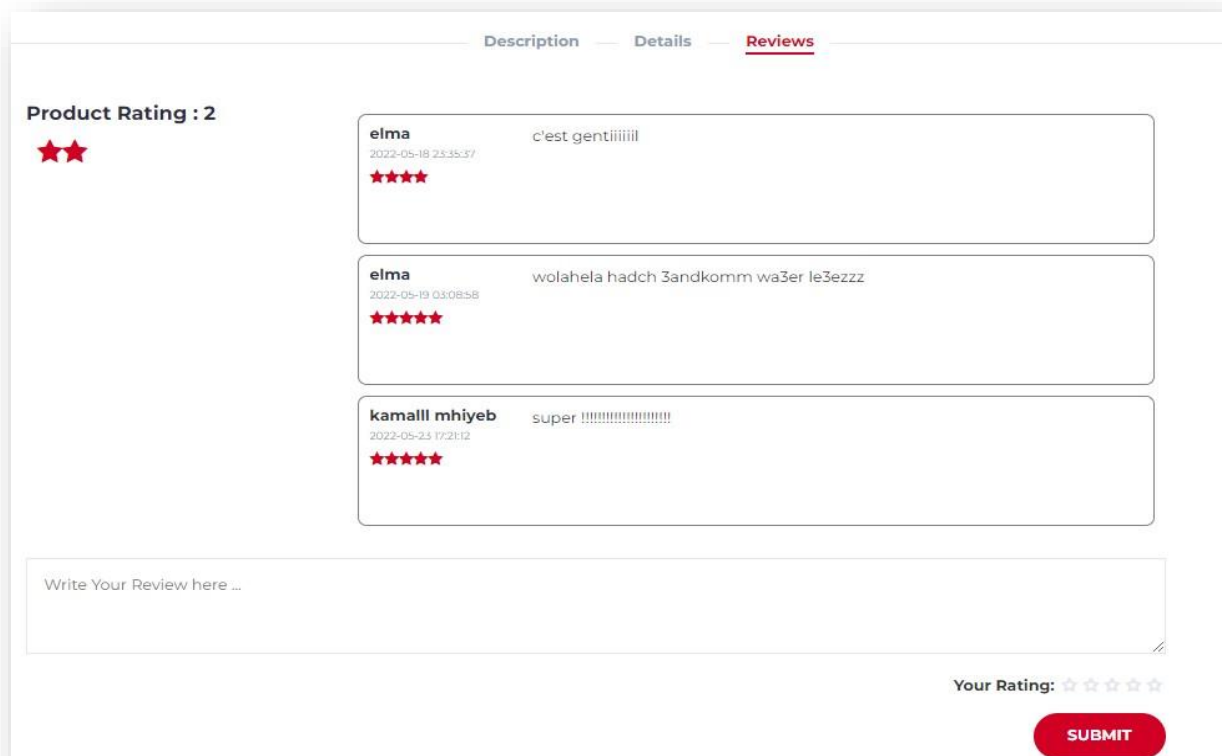 Description Details Reviews
Product Rating : 2
elma
2022-05-18 23:35:37
c'est gentiiiiiil
elma
2022-05-19 03:08:58
wolahela hadch 3andkomm wa3er le3ezzz
kamalll mhiyeb
2022-05-23 17:21:12
super !!!!!!!!!!!!!!!!!!!!!!
Write Your Review here ...
Your Rating:
SUBMIT